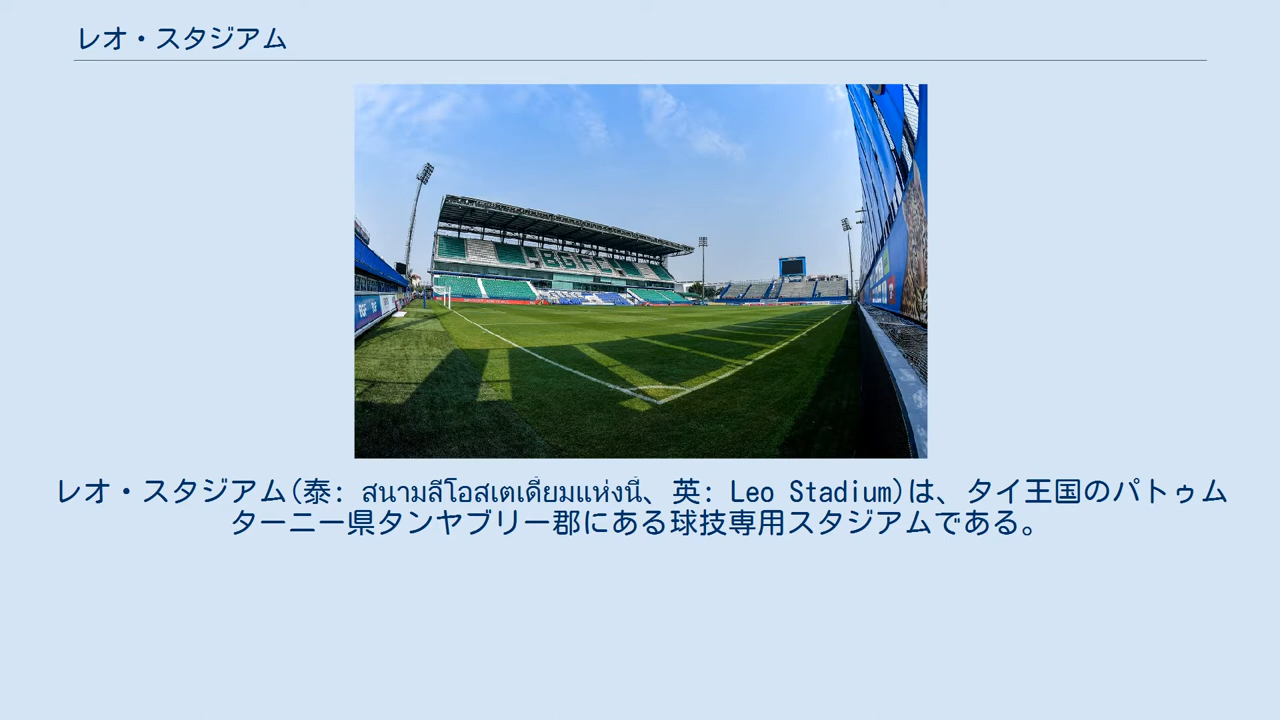 レオ・スタジアム
レオ・スタジアム(泰: สนามลีโอสเตเดี่ยมแห่งนี่、英: Leo Stadium)は、タイ王国のパトゥム
ターニー県タンヤブリー郡にある球技専用スタジアムである。